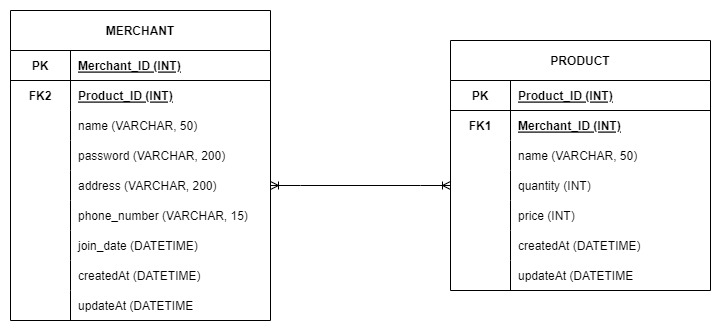 MERCHANT
PK Merchant_ID (INT)
FK2 Product_ID (INT)
name (VARCHAR, 50)
password (VARCHAR, 200)
address (VARCHAR, 200)
phone_number (VARCHAR, 15)
join_date (DATETIME)
createdAt (DATETIME)
updateAt (DATETIME
PRODUCT
PK Product_ID (INT)
FK1 Merchant_ID (INT)
name (VARCHAR, 50)
quantity (INT)
price (INT)
createdAt (DATETIME)
updateAt (DATETIME